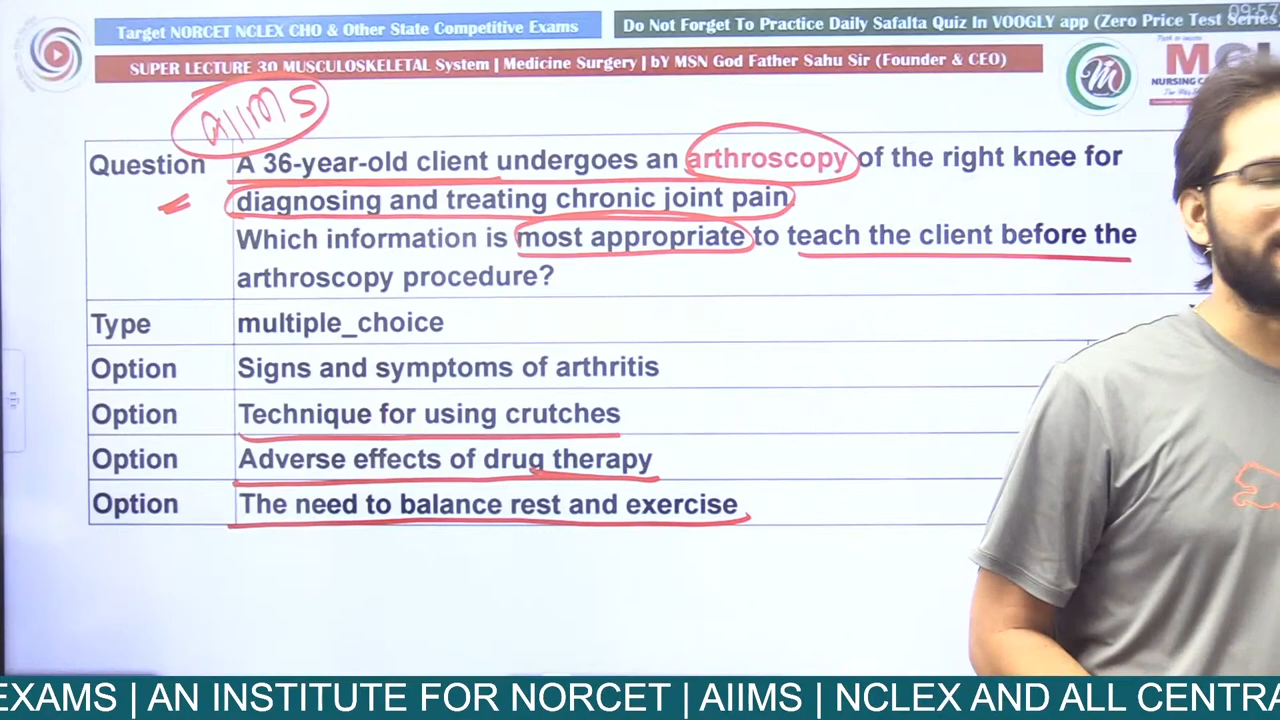 09:57
Target NORCET NCLEX CHO & Other State Competitive Exams
Do Not Forget To Practice Daily Safalta Quiz In VOOGLY app (Zero Price Test Series
SUPER LECTURE 30 MUSCULOSKELETAL System | Medicine Surgery | bY MSN God Father Sahu Sir (Founder & CEO)
NURSING
AIIMS
Question A 36-year-old client undergoes an arthroscopy of the right knee for
diagnosing and treating chronic joint pain
Which information is most appropriate to teach the client before the
arthroscopy procedure?
Type multiple_choice
Option Signs and symptoms of arthritis
Option Technique for using crutches
Option Adverse effects of drug therapy
Option The need to balance rest and exercise
EXAMS | AN INSTITUTE FOR NORCET | AIIMS | NCLEX AND ALL CENTRA